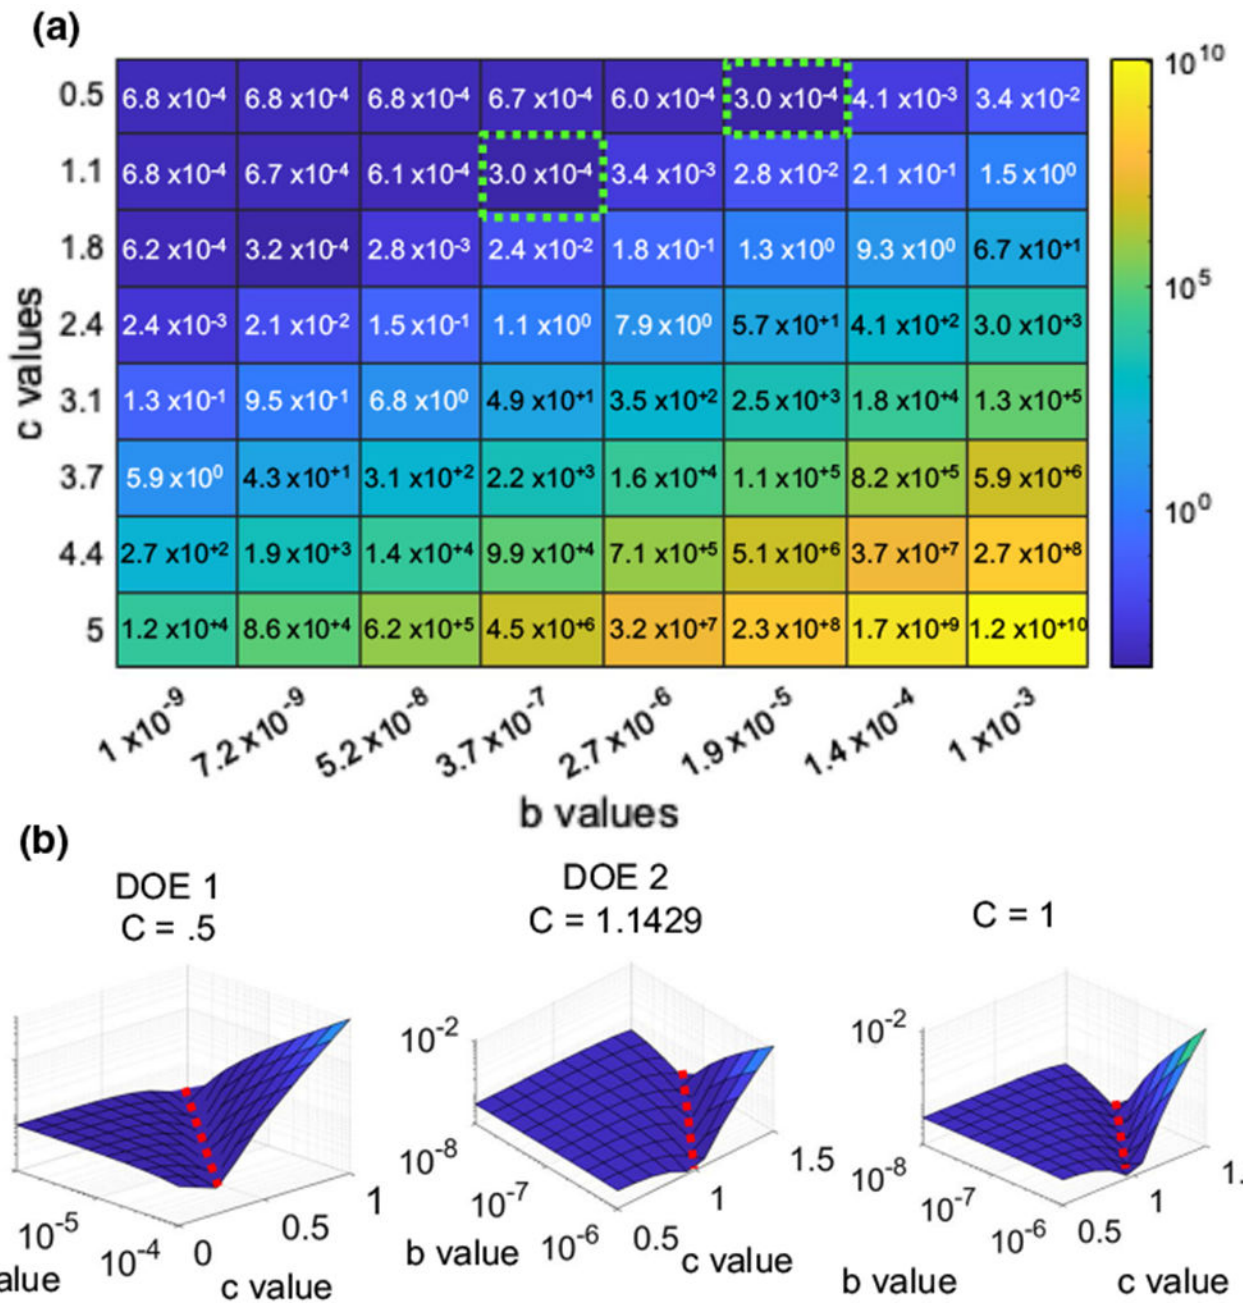 (a)
0.5 6.8 x10-4 6.8 x10-4 6.8 x10-4 6.7 x10-4 6.0 x10-4 3.0 x10-4 4.1 x10-3 3.4 x10-2
1.1 6.8 x10-4 6.7 x10-4 6.1 x10-4 3.0 x10-4 3.4 x10-3 2.8 x10-2 2.1 x10-1 1.5 x100
1.8 6.2 x10-4 3.2 x10-4 2.8 x10-3 2.4 x10-2 1.8 x10-1 1.3 x100 9.3 x100 6.7 x10+1
2.4 2.4 x10-3 2.1 x10-2 1.5 x10-1 1.1 x100 7.9 x100 5.7 x10+1 4.1 x10+2 3.0 x10+3
3.1 1.3 x10-1 9.5 x10-1 6.8 x100 4.9 x10+1 3.5 x10+2 2.5 x10+3 1.8 x10+4 1.3 x10+5
3.7 5.9 x100 4.3 x10+1 3.1 x10+2 2.2 x10+3 1.6 x10+4 1.1 x10+5 8.2 x10+5 5.9 x10+6
4.4 2.7 x10+2 1.9 x10+3 1.4 x10+4 9.9 x10+4 7.1 x10+5 5.1 x10+6 3.7 x10+7 2.7 x10+8
5 1.2 x10+4 8.6 x10+4 6.2 x10+5 4.5 x10+6 3.2 x10+7 2.3 x10+8 1.7 x10+9 1.2 x10+10
c values
1 x10-9 7.2 x10-9 5.2 x10-8 3.7 x10-7 2.7 x10-6 1.9 x10-5 1.4 x10-4 1 x10-3
b values
1010
105
100
(b)
DOE 1
C = .5
10-5
10-4
0
0.5
1
alue
c value
DOE 2
C = 1.1429
10-2
10-8
10-7
10-6
0.5
1
1.5
b value
c value
C = 1
10-2
10-8
10-7
10-6
0.5
1
1.
b value
c value